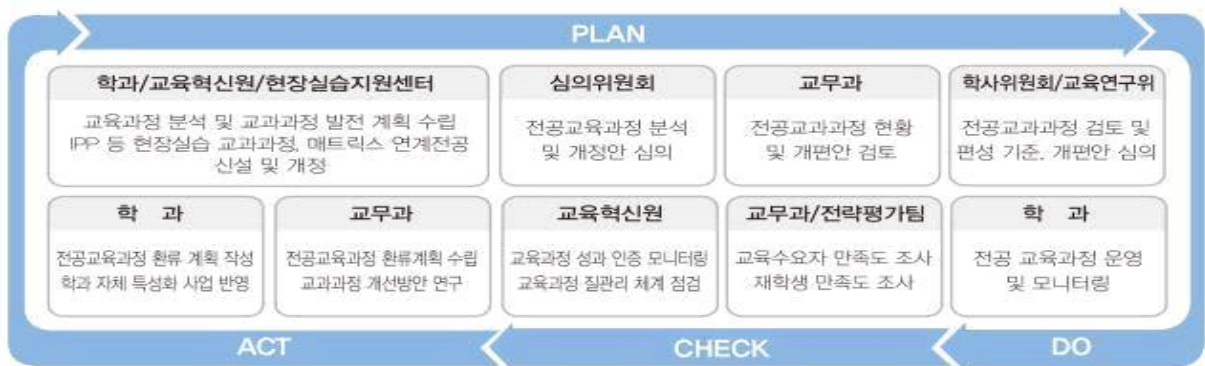 PLAN
학과/교육혁신원/현장실습지원센터
교육과정 분석 및 교과과정 발전 계획 수립
IPP 등 현장실습 교과과정, 매트릭스 연계전공
신설 및 개정
심의위원회
전공교육과정 분석
및 개정안 심의
교무과
전공교과과정 현황
및 개편안 검토
학사위원회/교육연구위
전공교과과정 검토 및
편성 기준, 개편안 심의
학 과
전공교육과정 환류 계획 작성
학과 자체 특성화 사업 반영
교무과
전공교육과정 환류계획 수립
교과과정 개선방안 연구
교육혁신원
교육과정 성과 인증 모니터링
교육과정 질관리 체계 점검
교무과/전략평가팀
교육수요자 만족도 조사
재학생 만족도 조사
학 과
전공 교육과정 운영
및 모니터링
ACT
CHECK
DO